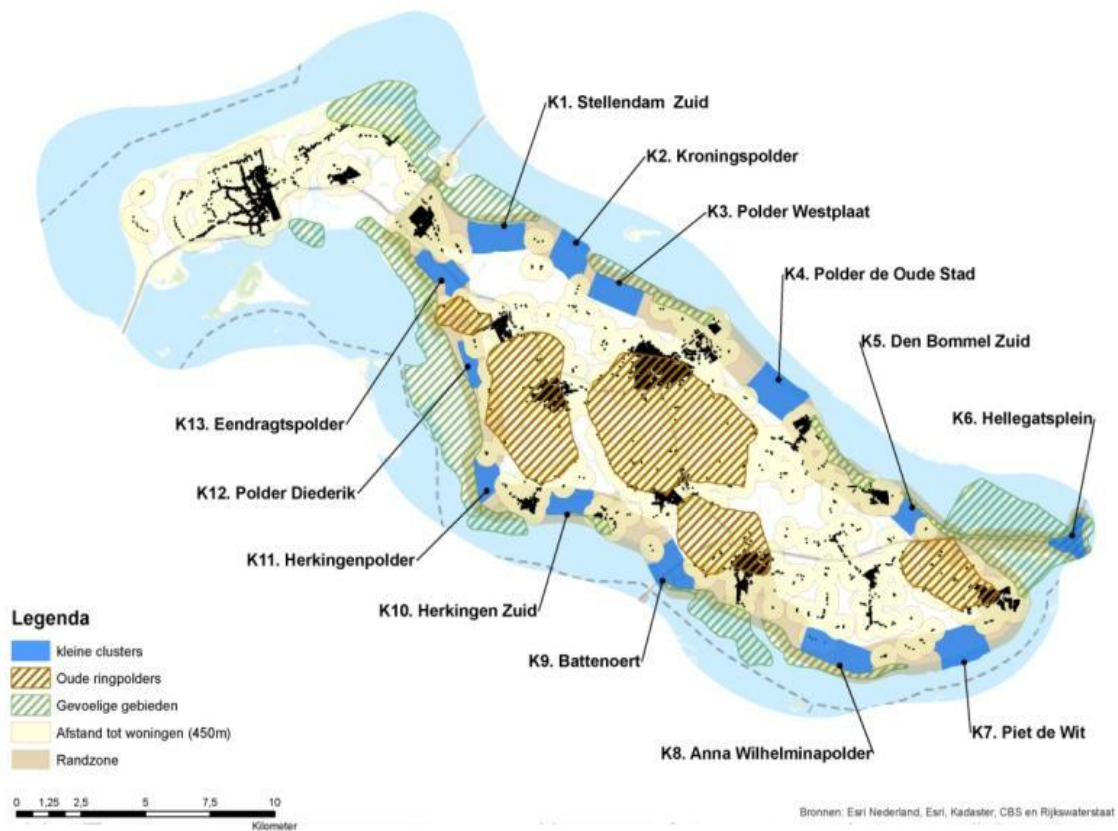 K1. Stellendam Zuid
K2. Kroningspolder
K3. Polder Westplaat
K4. Polder de Oude Stad
K5. Den Bommel Zuid
K6. Hellegatsplein
K13. Eendragtspolder
K12. Polder Diederik
K11. Herkingenpolder
K10. Herkingen Zuid
K9. Battenoert
K8. Anna Wilhelminapolder
K7. Piet de Wit
Legenda
kleine clusters
Oude ringpolders
Gevoelige gebieden
Afstand tot woningen (450m)
Randzone
0 1,25 2,5 5 7,5 10
Kilometer
Bronnen: Esri Nederland, Esri, Kadaster, CBS en Rijkswaterstaat